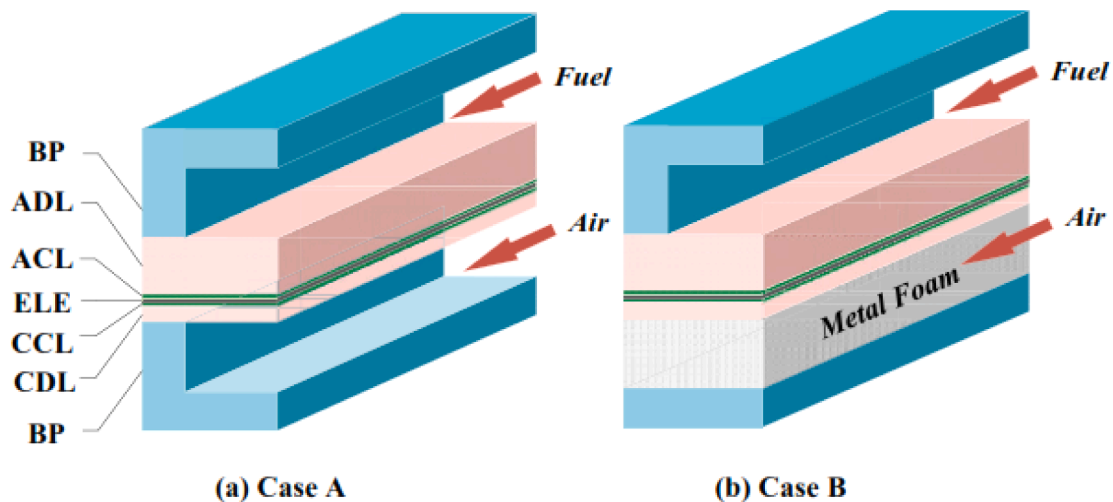 Fuel
BP
ADL
ACL
ELE
CCL
CDL
BP
Air
(a) Case A
Fuel
Air
Metal Foam
(b) Case B